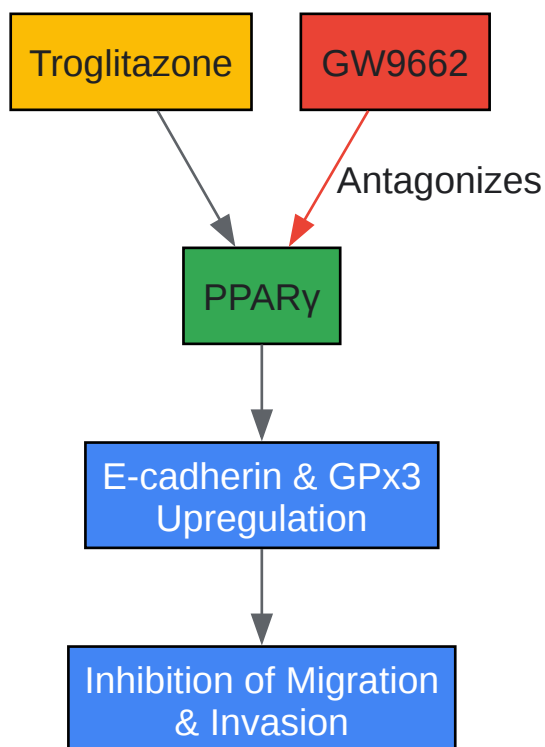 Troglitazone
GW9662
Antagonizes
PPARγ
E-cadherin & GPx3
Upregulation
Inhibition of Migration
& Invasion